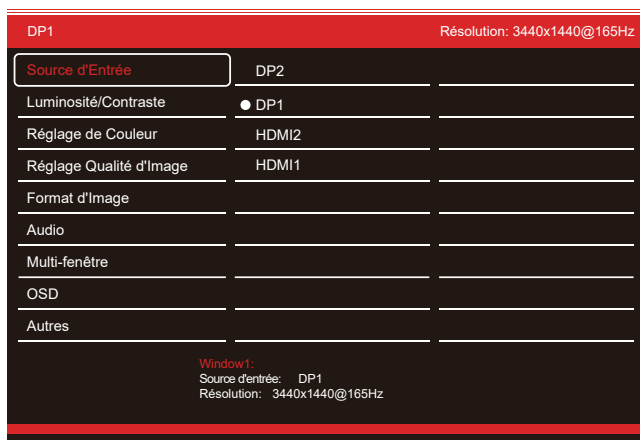 DP1 Résolution: 3440x1440@165Hz
Source d'Entrée DP2
Luminosité/Contraste DP1
Réglage de Couleur HDMI2
Réglage Qualité d'Image HDMI1
Format d'Image
Audio
Multi-fenêtre
OSD
Autres
Window1:
Source d'entrée: DP1
Résolution: 3440x1440@165Hz